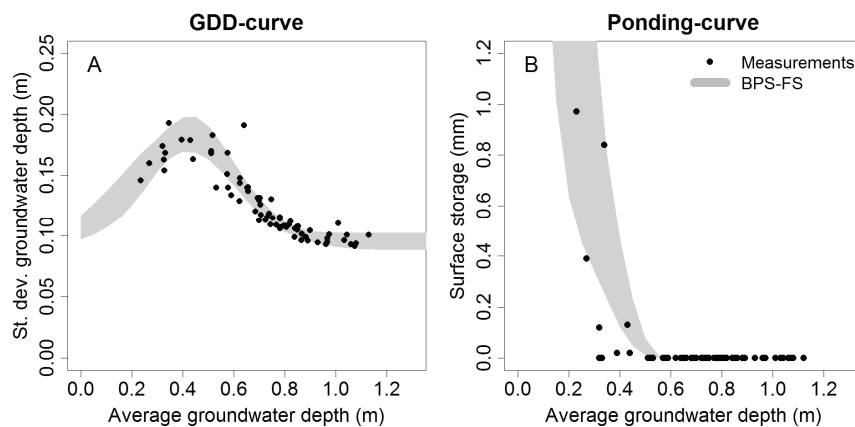 GDD-curve
A
0.25
0.20
0.15
0.10
0.05
0.00
St. dev. groundwater depth (m)
0.0 0.2 0.4 0.6 0.8 1.0 1.2
Average groundwater depth (m)
Ponding-curve
B
Measurements
BPS-FS
1.2
1.0
0.8
0.6
0.4
0.2
0.0
Surface storage (mm)
0.0 0.2 0.4 0.6 0.8 1.0 1.2
Average groundwater depth (m)